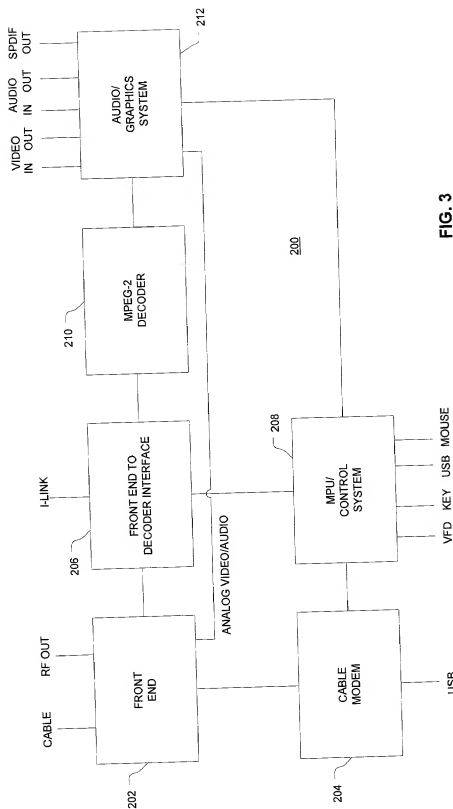 CABLE
RF OUT
I-LINK
VIDEO
IN OUT
AUDIO
IN OUT
SPDIF
OUT
202
FRONT
END
206
FRONT END TO
DECODER INTERFACE
210
MPEG-2
DECODER
AUDIO/
GRAPHICS
SYSTEM
212
ANALOG VIDEO/AUDIO
200
204
CABLE
MODEM
USB
208
MPU/
CONTROL
SYSTEM
VFD KEY USB MOUSE
FIG. 3